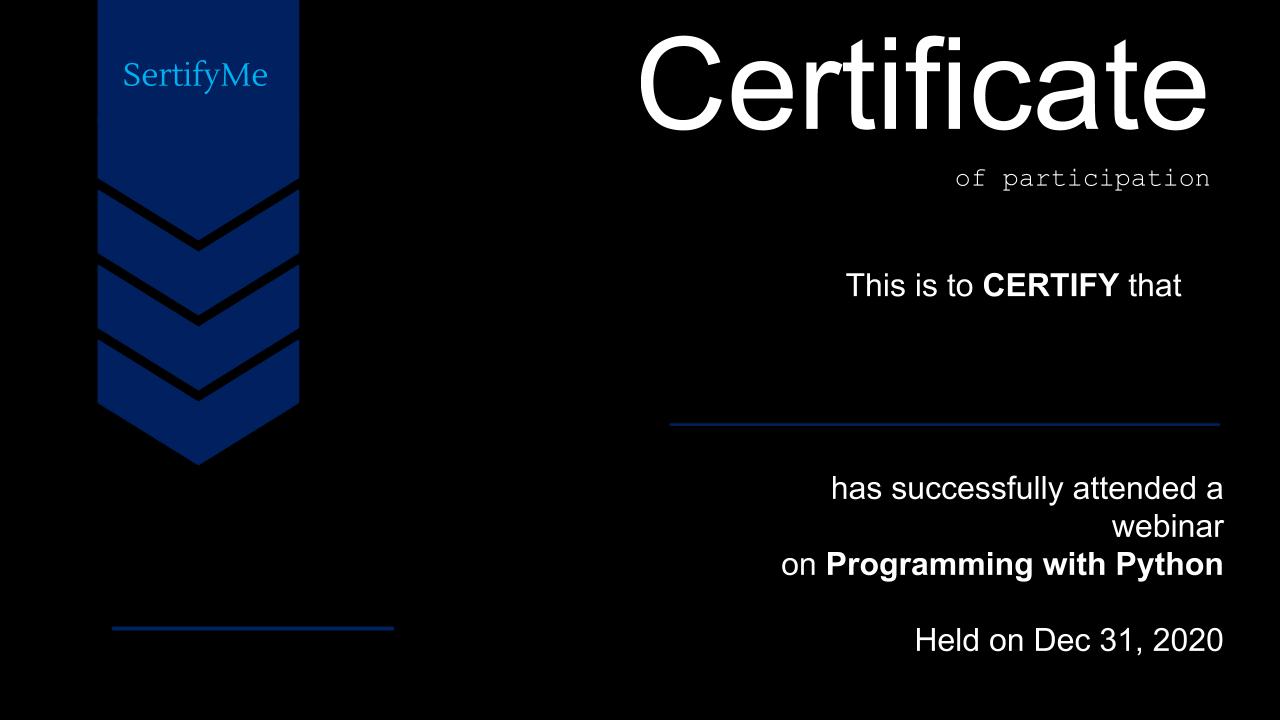 SertifyMe
Certificate
of participation
This is to CERTIFY that
has successfully attended a
webinar
on Programming with Python
Held on Dec 31, 2020